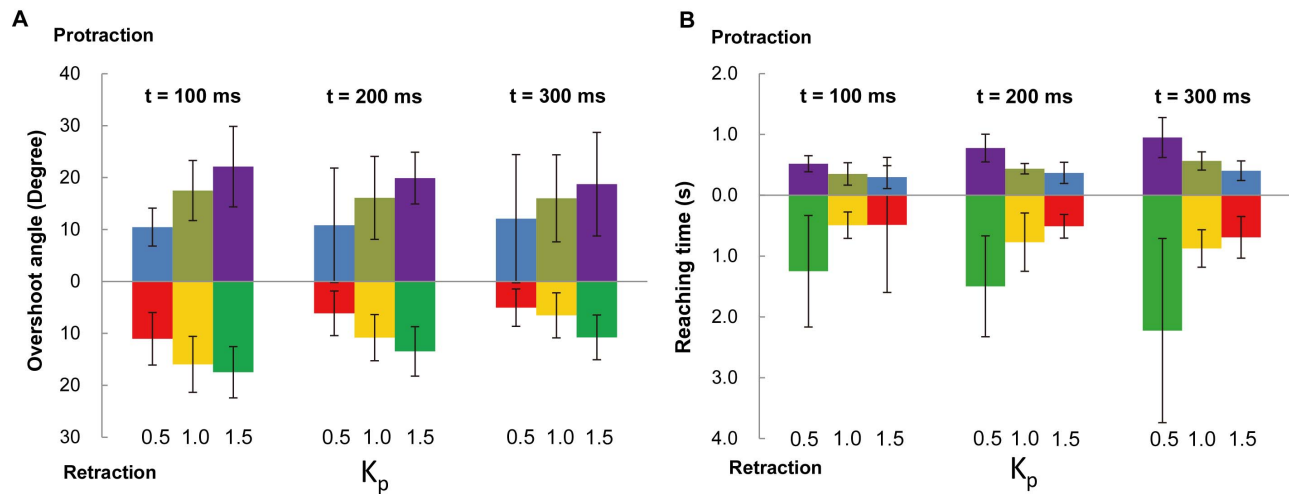 A
Protraction
40
t = 100 ms t = 200 ms t = 300 ms
30
20
10
0
10
20
30
Overshoot angle (Degree)
0.5 1.0 1.5 0.5 1.0 1.5 0.5 1.0 1.5
Retraction
Kp
B
Protraction
2.0
t = 100 ms t = 200 ms t = 300 ms
1.0
0.0
1.0
2.0
3.0
4.0
Reaching time (s)
0.5 1.0 1.5 0.5 1.0 1.5 0.5 1.0 1.5
Retraction
Kp